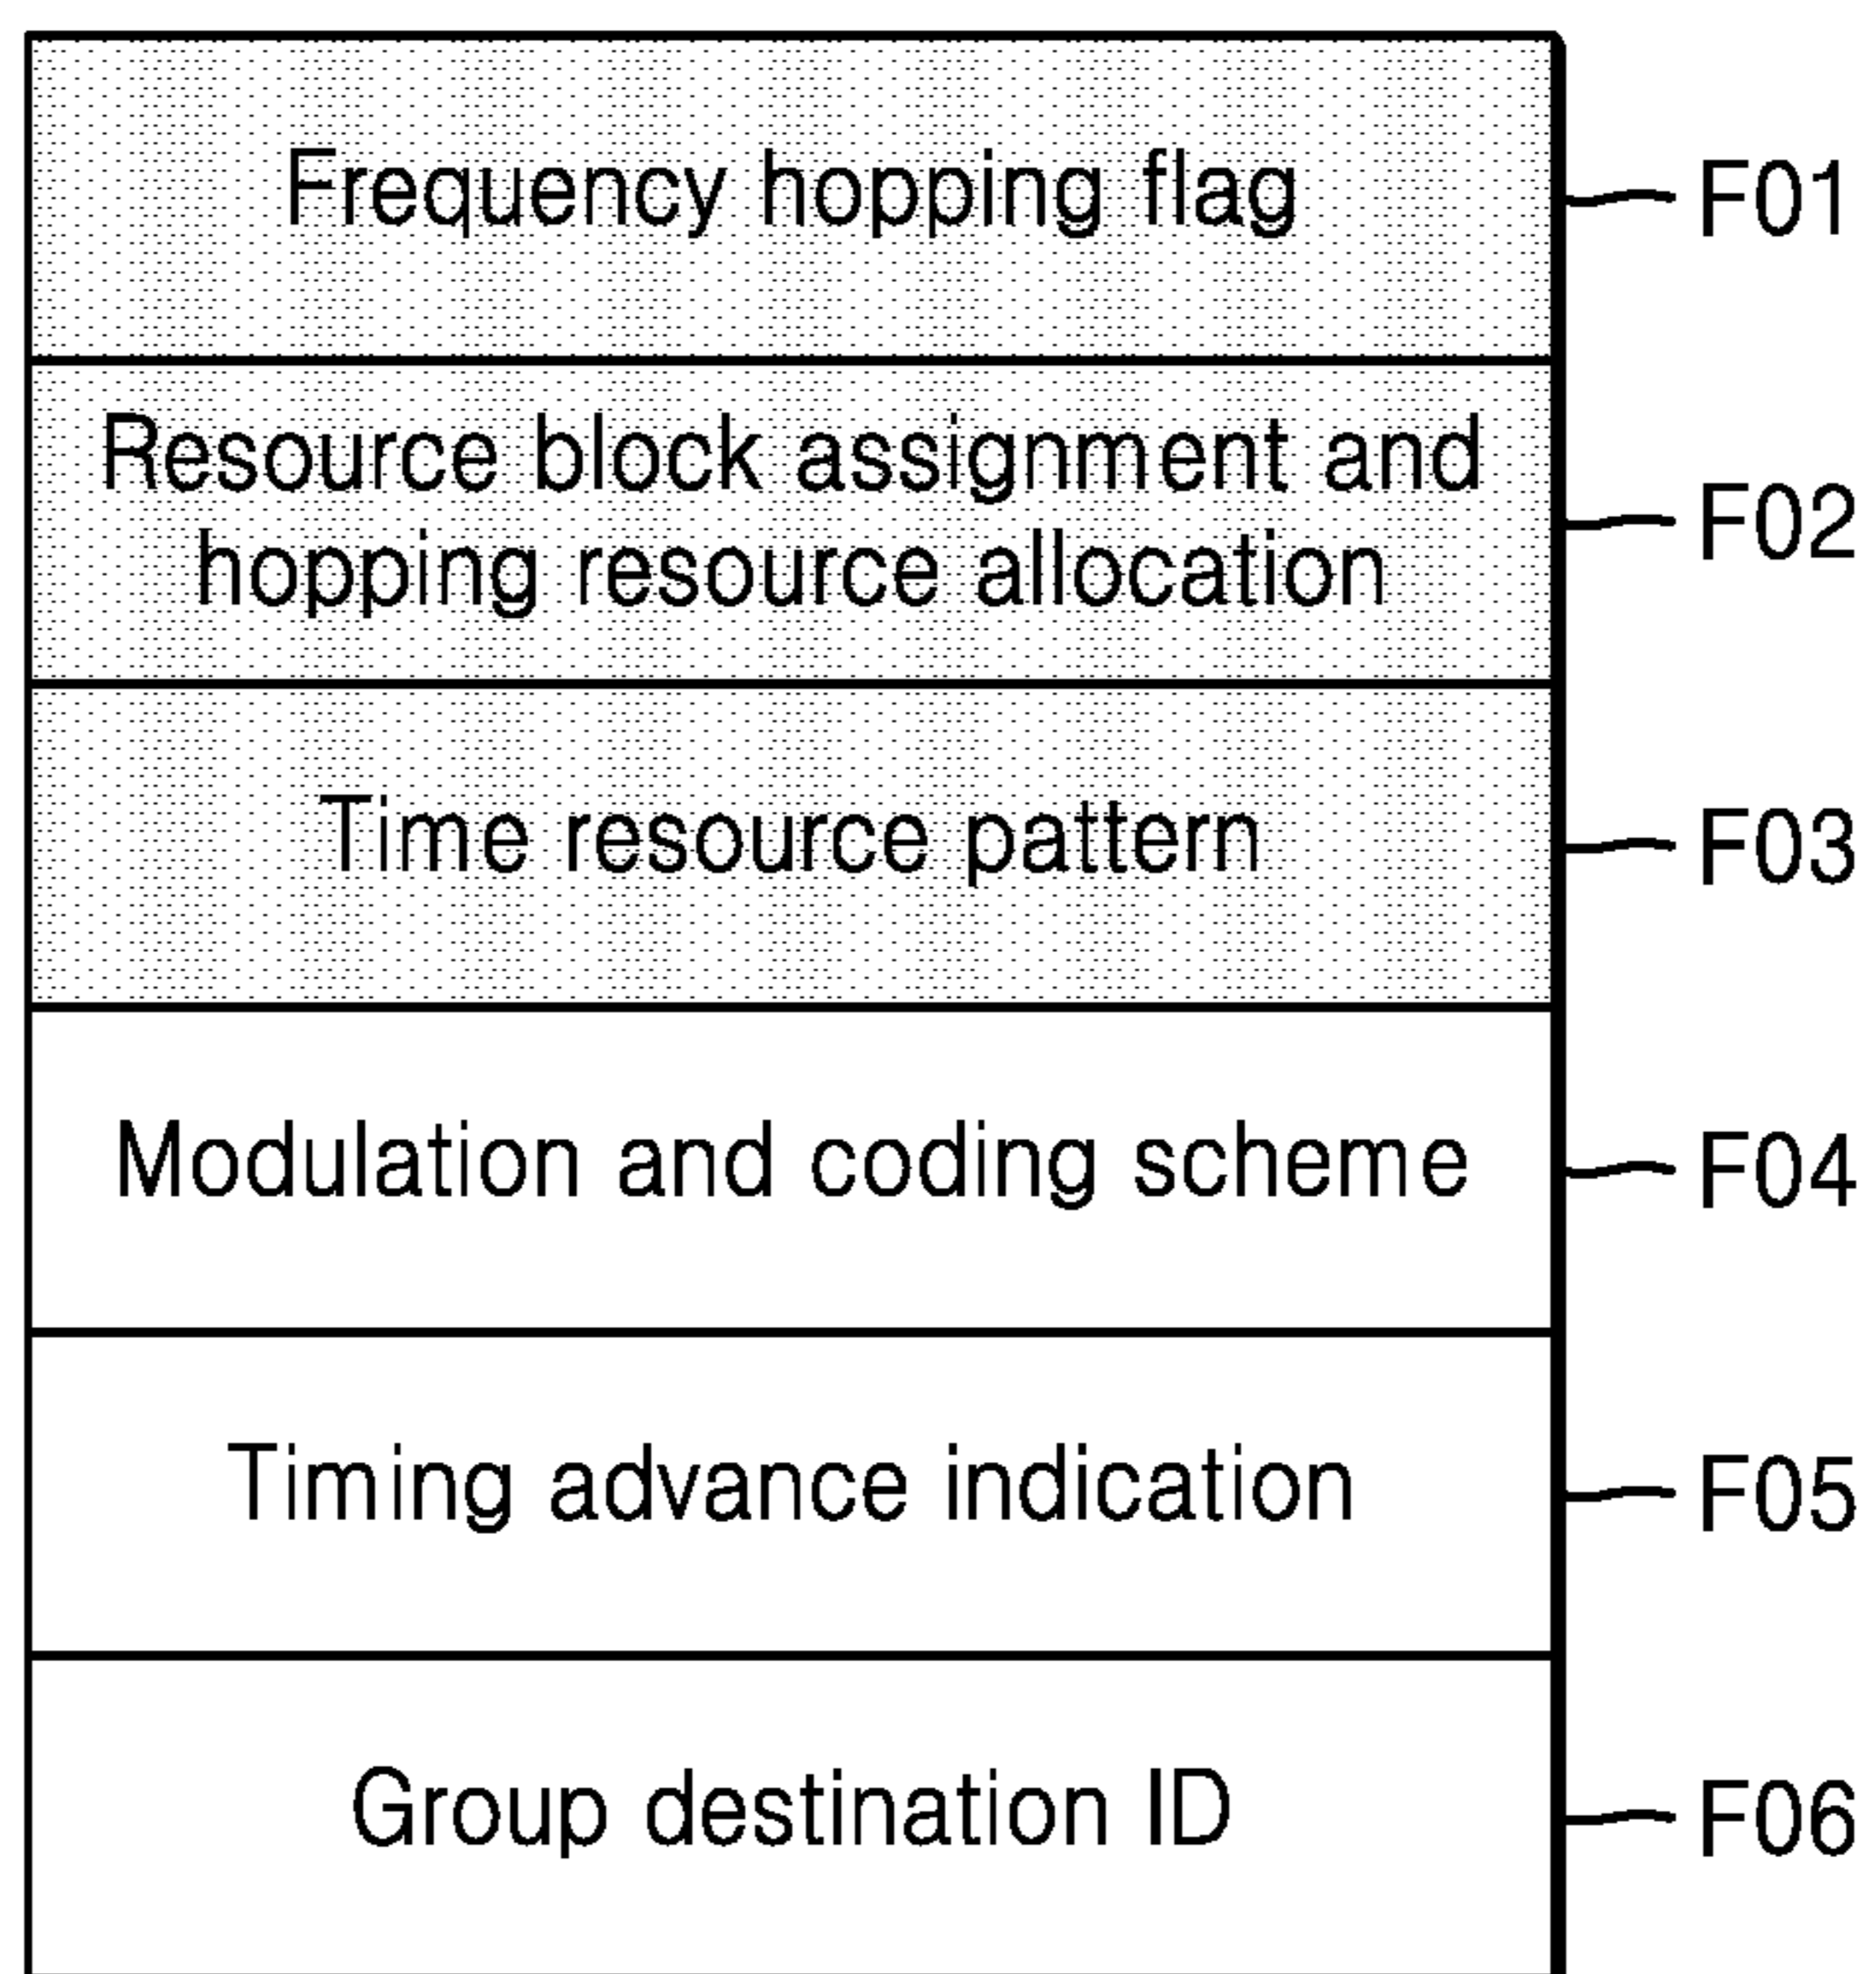 Frequency hopping flag F01
Resource block assignment and
hopping resource allocation F02
Time resource pattern F03
Modulation and coding scheme F04
Timing advance indication F05
Group destination ID F06